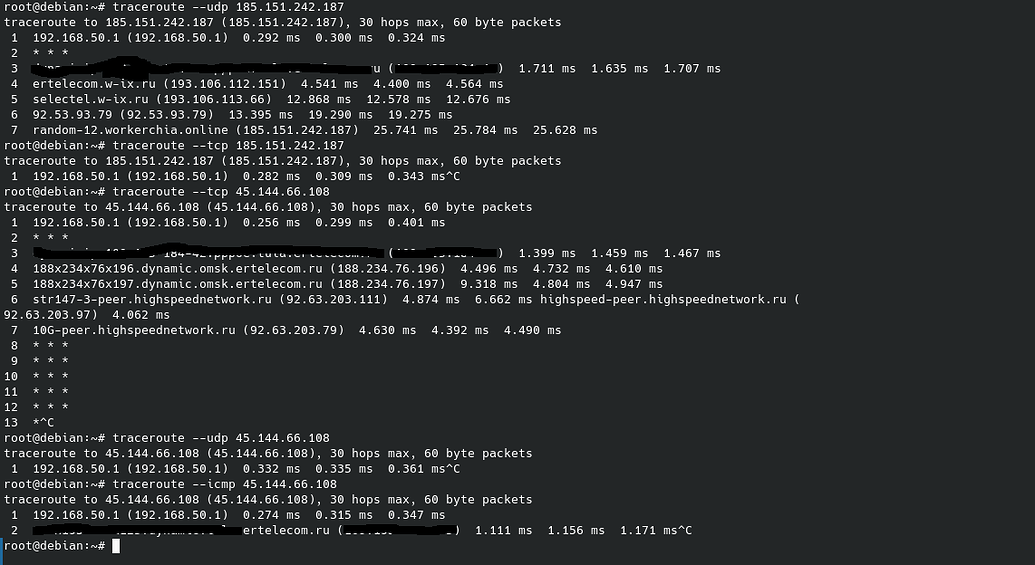 root@debian:~# traceroute --udp 185.151.242.187
traceroute to 185.151.242.187 (185.151.242.187), 30 hops max, 60 byte packets
1 192.168.50.1 (192.168.50.1) 0.292 ms 0.300 ms 0.324 ms
2 * * *
3 ( ) 1.711 ms 1.635 ms 1.707 ms
4 ertelecom.w-ix.ru (193.106.112.151) 4.541 ms 4.400 ms 4.564 ms
5 selectel.w-ix.ru (193.106.113.66) 12.868 ms 12.578 ms 12.676 ms
6 92.53.93.79 (92.53.93.79) 13.395 ms 19.290 ms 19.275 ms
7 random-12.workerchia.online (185.151.242.187) 25.741 ms 25.784 ms 25.628 ms
root@debian:~# traceroute --tcp 185.151.242.187
traceroute to 185.151.242.187 (185.151.242.187), 30 hops max, 60 byte packets
1 192.168.50.1 (192.168.50.1) 0.282 ms 0.309 ms 0.343 ms^C
root@debian:~# traceroute --tcp 45.144.66.108
traceroute to 45.144.66.108 (45.144.66.108), 30 hops max, 60 byte packets
1 192.168.50.1 (192.168.50.1) 0.256 ms 0.299 ms 0.401 ms
2 * * *
3 ( ) 1.399 ms 1.459 ms 1.467 ms
4 188x234x76x196.dynamic.omsk.ertelecom.ru (188.234.76.196) 4.496 ms 4.732 ms 4.610 ms
5 188x234x76x197.dynamic.omsk.ertelecom.ru (188.234.76.197) 9.318 ms 4.804 ms 4.947 ms
6 str147-3-peer.highspeednetwork.ru (92.63.203.111) 4.874 ms 6.662 ms highspeed-peer.highspeednetwork.ru (
92.63.203.97) 4.062 ms
7 10G-peer.highspeednetwork.ru (92.63.203.79) 4.630 ms 4.392 ms 4.490 ms
8 * * *
9 * * *
10 * * *
11 * * *
12 * * *
13 *^C
root@debian:~# traceroute --udp 45.144.66.108
traceroute to 45.144.66.108 (45.144.66.108), 30 hops max, 60 byte packets
1 192.168.50.1 (192.168.50.1) 0.332 ms 0.335 ms 0.361 ms^C
root@debian:~# traceroute --icmp 45.144.66.108
traceroute to 45.144.66.108 (45.144.66.108), 30 hops max, 60 byte packets
1 192.168.50.1 (192.168.50.1) 0.274 ms 0.315 ms 0.347 ms
2 ertelecom.ru ( ) 1.111 ms 1.156 ms 1.171 ms^C
root@debian:~#